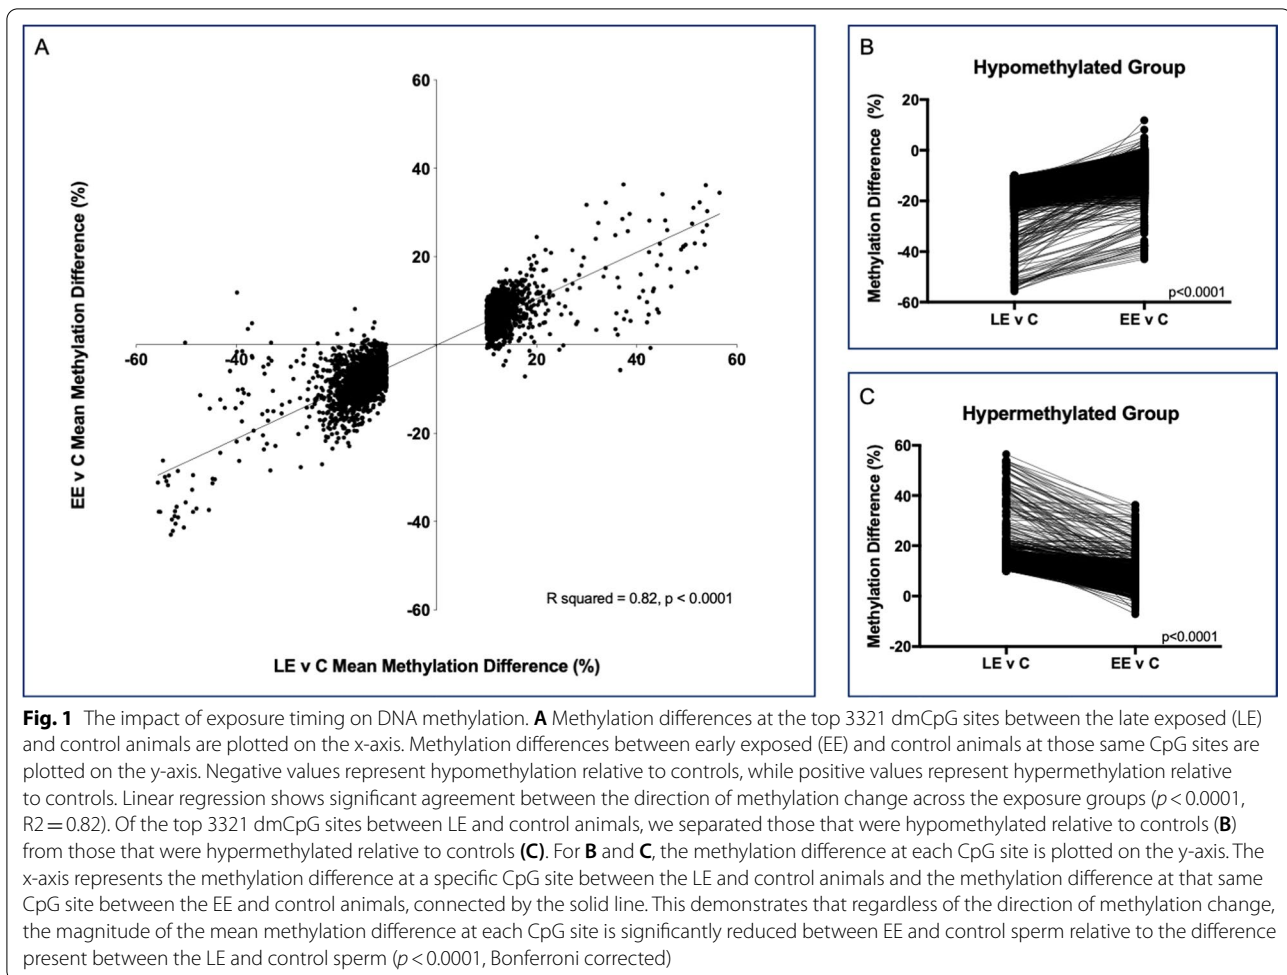 A
60
40
20
-60
-40
20
60
-20
-40
-60
EE v C Mean Methylation Difference (%)
R squared = 0.82, p < 0.0001
LE v C Mean Methylation Difference (%)
B
Hypomethylated Group
Methylation Difference (%)
20
0
-20
-40
-60
p<0.0001
LE v C EE v C
C
Hypermethylated Group
Methylation Difference (%)
60
40
20
0
-20
p<0.0001
LE v C EE v C
Fig. 1 The impact of exposure timing on DNA methylation. A Methylation differences at the top 3321 dmCpG sites between the late exposed (LE)
and control animals are plotted on the x-axis. Methylation differences between early exposed (EE) and control animals at those same CpG sites are
plotted on the y-axis. Negative values represent hypomethylation relative to controls, while positive values represent hypermethylation relative
to controls. Linear regression shows significant agreement between the direction of methylation change across the exposure groups (p < 0.0001,
R2 = 0.82). Of the top 3321 dmCpG sites between LE and control animals, we separated those that were hypomethylated relative to controls (B)
from those that were hypermethylated relative to controls (C). For B and C, the methylation difference at each CpG site is plotted on the y-axis. The
x-axis represents the methylation difference at a specific CpG site between the LE and control animals and the methylation difference at that same
CpG site between the EE and control animals, connected by the solid line. This demonstrates that regardless of the direction of methylation change,
the magnitude of the mean methylation difference at each CpG site is significantly reduced between EE and control sperm relative to the difference
present between the LE and control sperm (p < 0.0001, Bonferroni corrected)